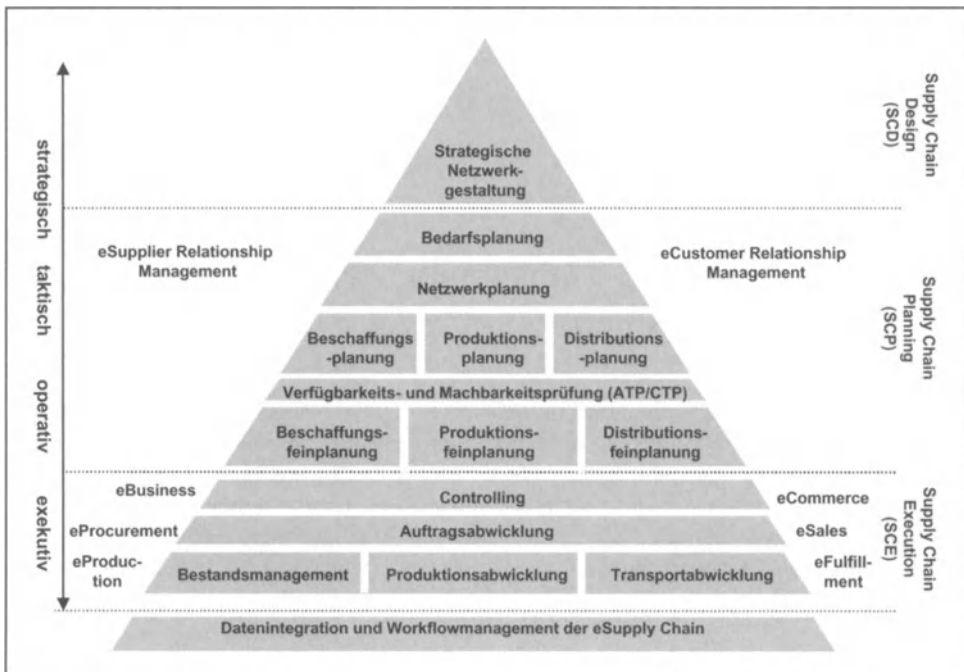 Strategische
Netzwerk-
gestaltung
Supply Chain
Design
(SCD)
strategisch
Bedarfsplanung
eSupplier Relationship
Management
eCustomer Relationship
Management
taktisch
Netzwerkplanung
Supply Chain
Planning
(SCP)
Beschaffungs
-planung
Produktions-
planung
Distributions
-planung
operativ
Verfügbarkeits- und Machbarkeitsprüfung (ATP/CTP)
Beschaffungs-
feinplanung
Produktions-
feinplanung
Distributions-
feinplanung
exekutiv
eBusiness
Controlling
eCommerce
Supply Chain
Execution
(SCE)
eProcurement
Auftragsabwicklung
eSales
eProduc-
tion
Bestandsmanagement
Produktionsabwicklung
Transportabwicklung
eFulfill-
ment
Datenintegration und Workflowmanagement der eSupply Chain